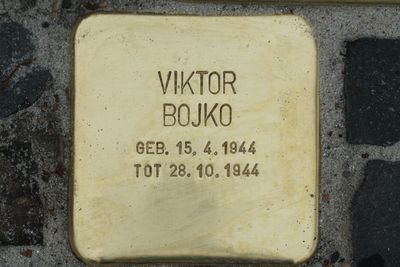 VIKTOR
BOJKO
GEB. 15. 4. 1944
TOT 28. 10. 1944